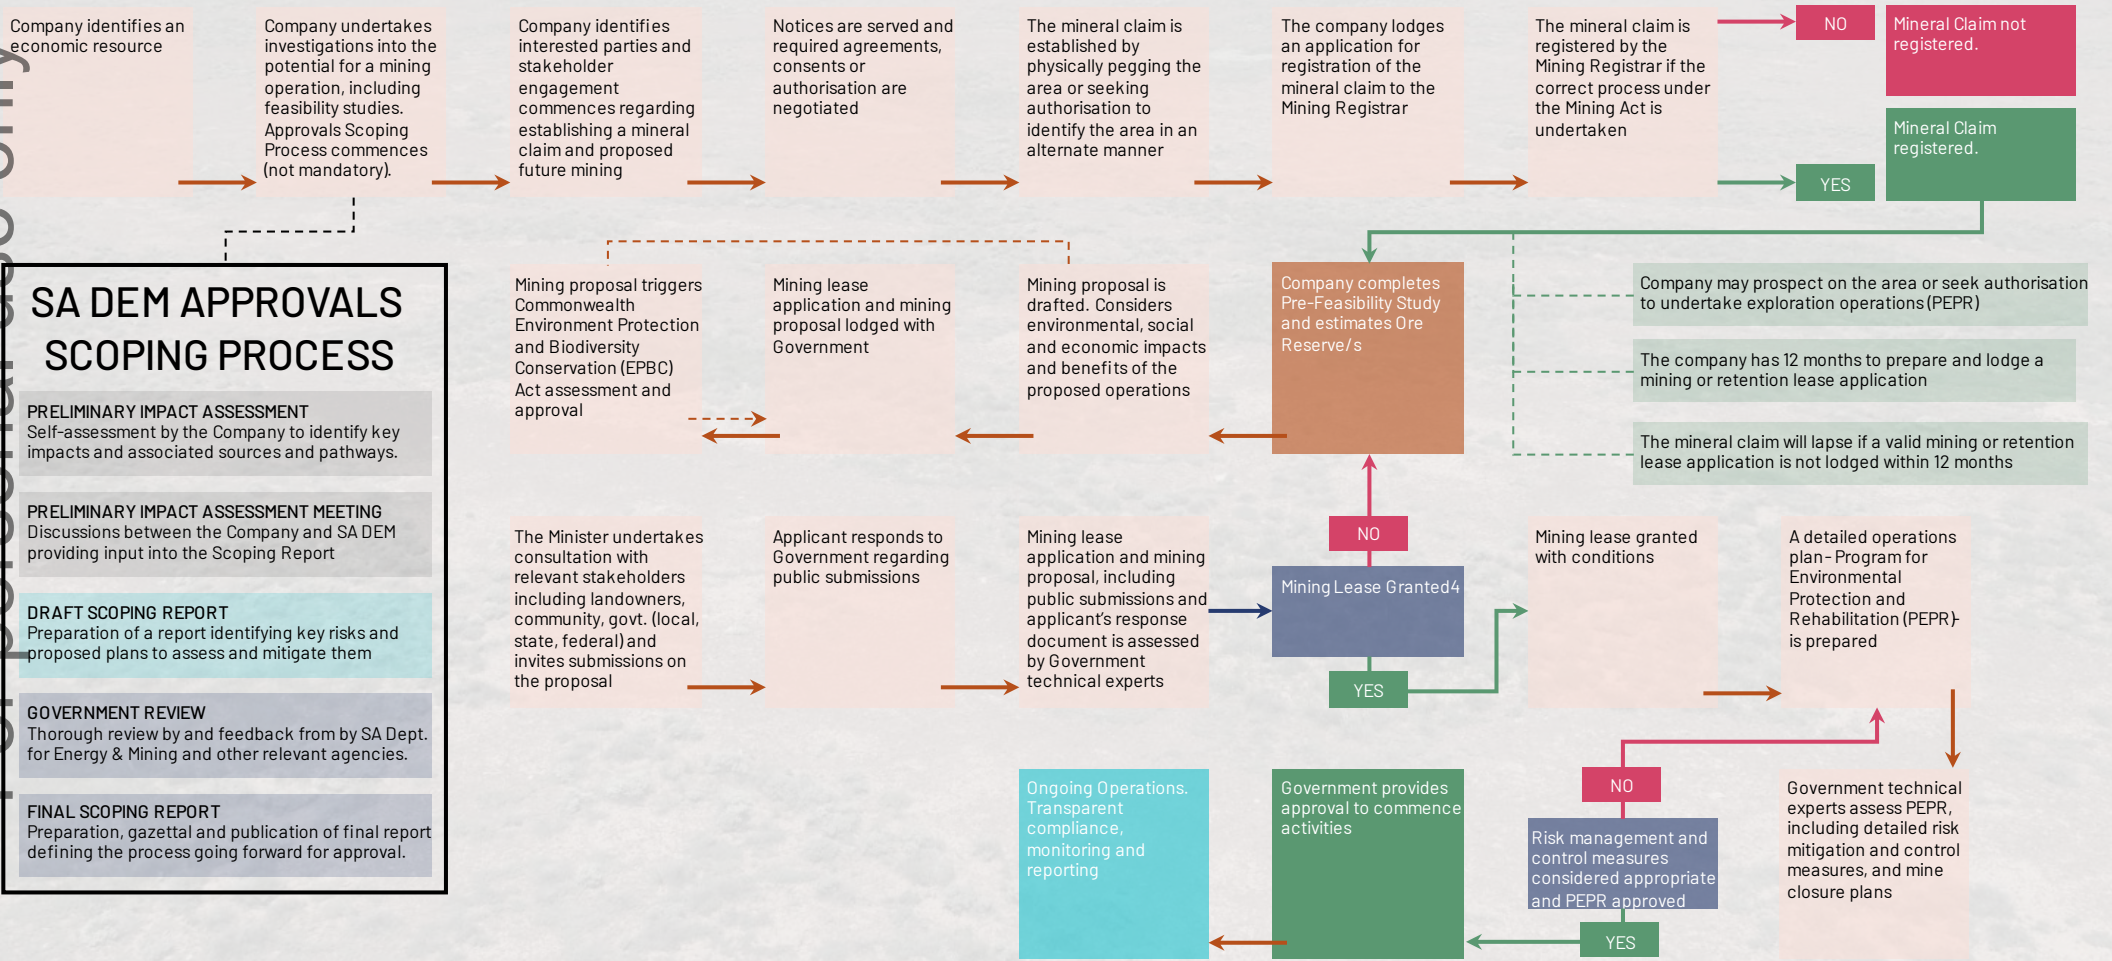 Company identifies an
economic resource
Company undertakes
investigations into the
potential for a mining
operation, including
feasibility studies.
Approvals Scoping
Process commences
(not mandatory).
Company identifies
interested parties and
stakeholder
engagement
commences regarding
establishing a mineral
claim and proposed
future mining
Notices are served and
required agreements,
consents or
authorisation are
negotiated
The mineral claim is
established by
physically pegging the
area or seeking
authorisation to
identify the area in an
alternate manner
The company lodges
an application for
registration of the
mineral claim to the
Mining Registrar
The mineral claim is
registered by the
Mining Registrar if the
correct process under
the Mining Act is
undertaken
NO
Mineral Claim not
registered.
YES
Mineral Claim
registered.
SA DEM APPROVALS
SCOPING PROCESS
PRELIMINARY IMPACT ASSESSMENT
Self-assessment by the Company to identify key
impacts and associated sources and pathways.
PRELIMINARY IMPACT ASSESSMENT MEETING
Discussions between the Company and SA DEM
providing input into the Scoping Report
DRAFT SCOPING REPORT
Preparation of a report identifying key risks and
proposed plans to assess and mitigate them
GOVERNMENT REVIEW
Thorough review by and feedback from by SA Dept.
for Energy & Mining and other relevant agencies.
FINAL SCOPING REPORT
Preparation, gazettal and publication of final report
defining the process going forward for approval.
Mining proposal triggers
Commonwealth
Environment Protection
and Biodiversity
Conservation (EPBC)
Act assessment and
approval
Mining lease
application and mining
proposal lodged with
Government
Mining proposal is
drafted. Considers
environmental, social
and economic impacts
and benefits of the
proposed operations
Company completes
Pre-Feasibility Study
and estimates Ore
Reserve/s
Company may prospect on the area or seek authorisation
to undertake exploration operations (PEPR)
The company has 12 months to prepare and lodge a
mining or retention lease application
The mineral claim will lapse if a valid mining or retention
lease application is not lodged within 12 months
The Minister undertakes
consultation with
relevant stakeholders
including landowners,
community, govt. (local,
state, federal) and
invites submissions on
the proposal
Applicant responds to
Government regarding
public submissions
Mining lease
application and mining
proposal, including
public submissions and
applicant's response
document is assessed
by Government
technical experts
NO
Mining Lease Granted4
YES
Mining lease granted
with conditions
A detailed operations
plan- Program for
Environmental
Protection and
Rehabilitation (PEPR)-
is prepared
Ongoing Operations.
Transparent
compliance,
monitoring and
reporting
Government provides
approval to commence
activities
NO
Risk management and
control measures
considered appropriate
and PEPR approved
YES
Government technical
experts assess PEPR,
including detailed risk
mitigation and control
measures, and mine
closure plans